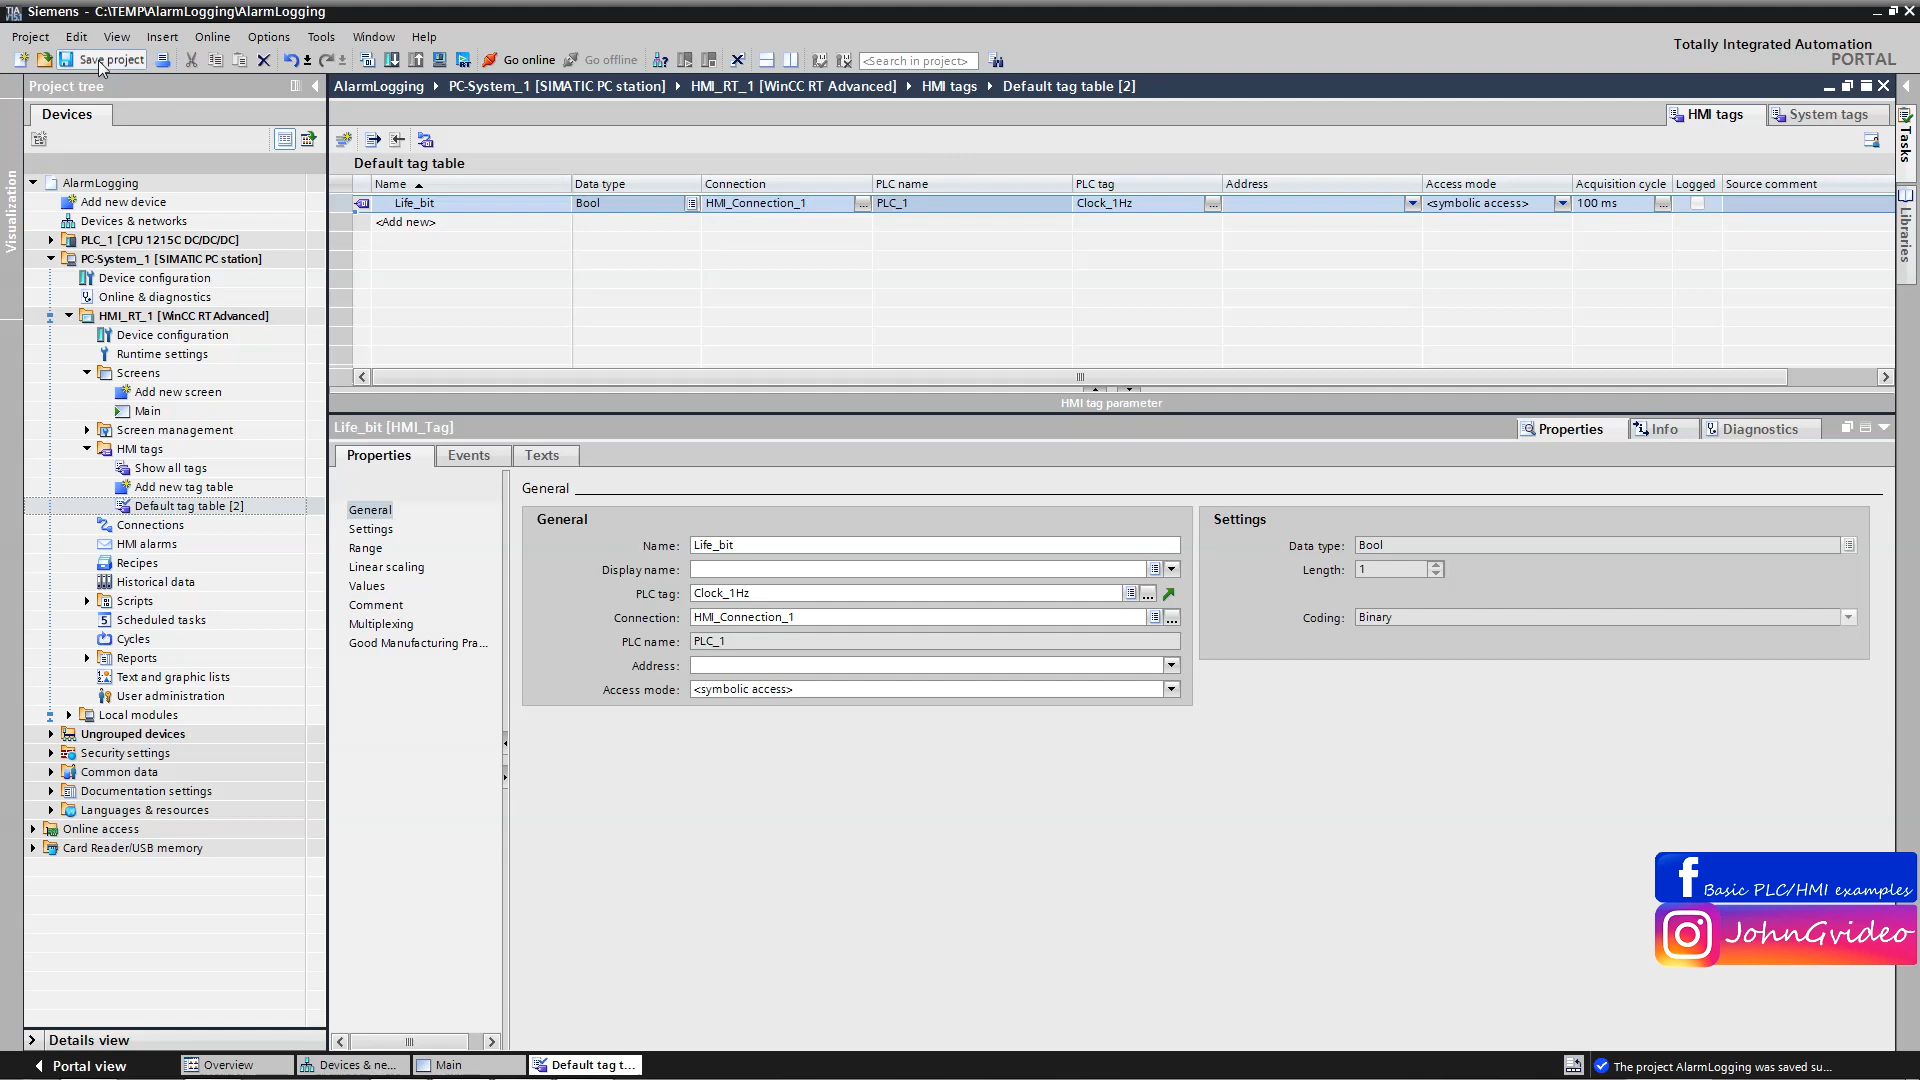 Siemens - C:\TEMP\AlarmLogging\AlarmLogging
Project Edit View Insert Online Options Tools Window Help
Totally Integrated Automation
PORTAL
Save project
Go online
Go offline
<Search in project>
Project tree
AlarmLogging PC-System_1 [SIMATIC PC station] HMI_RT_1 [WinCC RT Advanced] HMI tags Default tag table [2]
Devices
HMI tags
System tags
Visualization
Tasks
Libraries
Default tag table
Name Data type Connection PLC name PLC tag Address Access mode Acquisition cycle Logged Source comment
Life_bit Bool HMI_Connection_1 PLC_1 Clock_1Hz <symbolic access> 100 ms
<Add new>
AlarmLogging
Add new device
Devices & networks
PLC_1 [CPU 1215C DC/DC/DC]
PC-System_1 [SIMATIC PC station]
Device configuration
Online & diagnostics
HMI_RT_1 [WinCC RT Advanced]
Device configuration
Runtime settings
Screens
Add new screen
Main
Screen management
HMI tags
Show all tags
Add new tag table
Default tag table [2]
Connections
HMI alarms
Recipes
Historical data
Scripts
Scheduled tasks
Cycles
Reports
Text and graphic lists
User administration
Local modules
Ungrouped devices
Security settings
Common data
Documentation settings
Languages & resources
Online access
Card Reader/USB memory
HMI tag parameter
Life_bit [HMI_Tag]
Properties Info Diagnostics
Properties Events Texts
General
Settings
Range
Linear scaling
Values
Comment
Multiplexing
Good Manufacturing Pra...
General
General
Name: Life_bit
Display name:
PLC tag: Clock_1Hz
Connection: HMI_Connection_1
PLC name: PLC_1
Address:
Access mode: <symbolic access>
Settings
Data type: Bool
Length: 1
Coding: Binary
Basic PLC/HMI examples
JohnGvideo
Details view
Portal view
Overview
Devices & ne...
Main
Default tag t...
The project AlarmLogging was saved su...